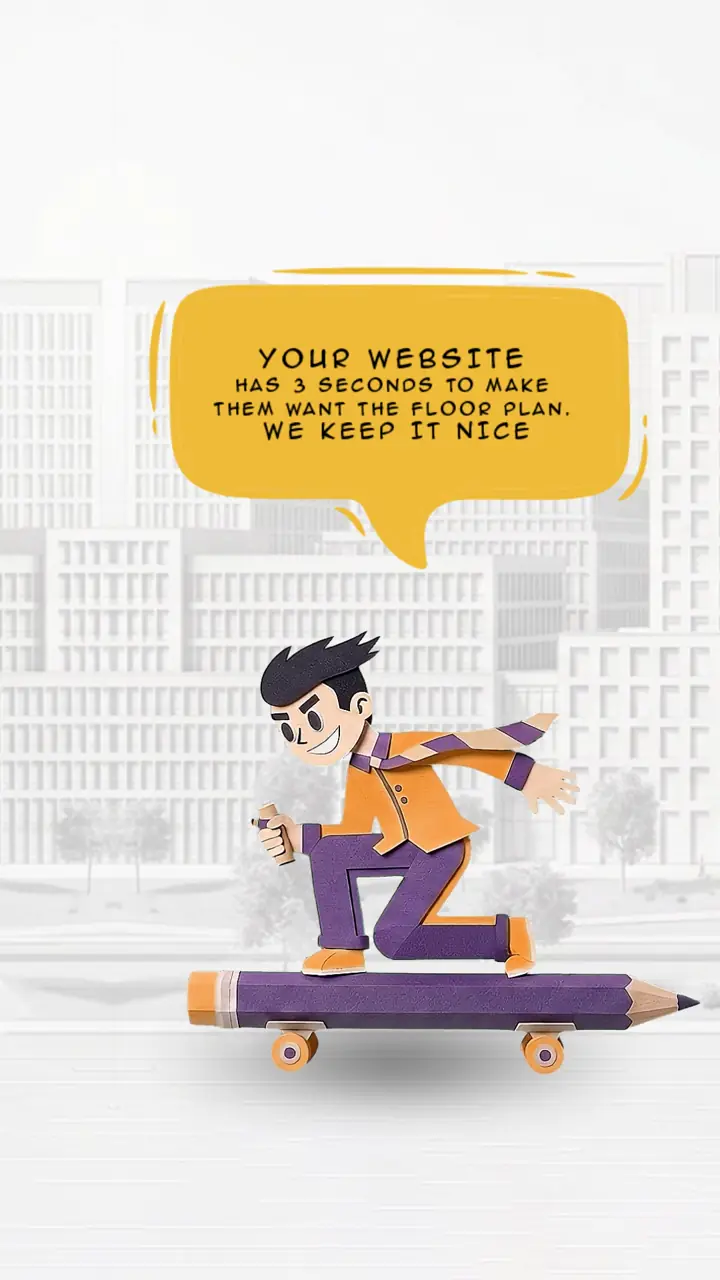 YOUR WEBSITE
HAS 3 SECONDS TO MAKE
THEM WANT THE FLOOR PLAN.
WE KEEP IT NICE